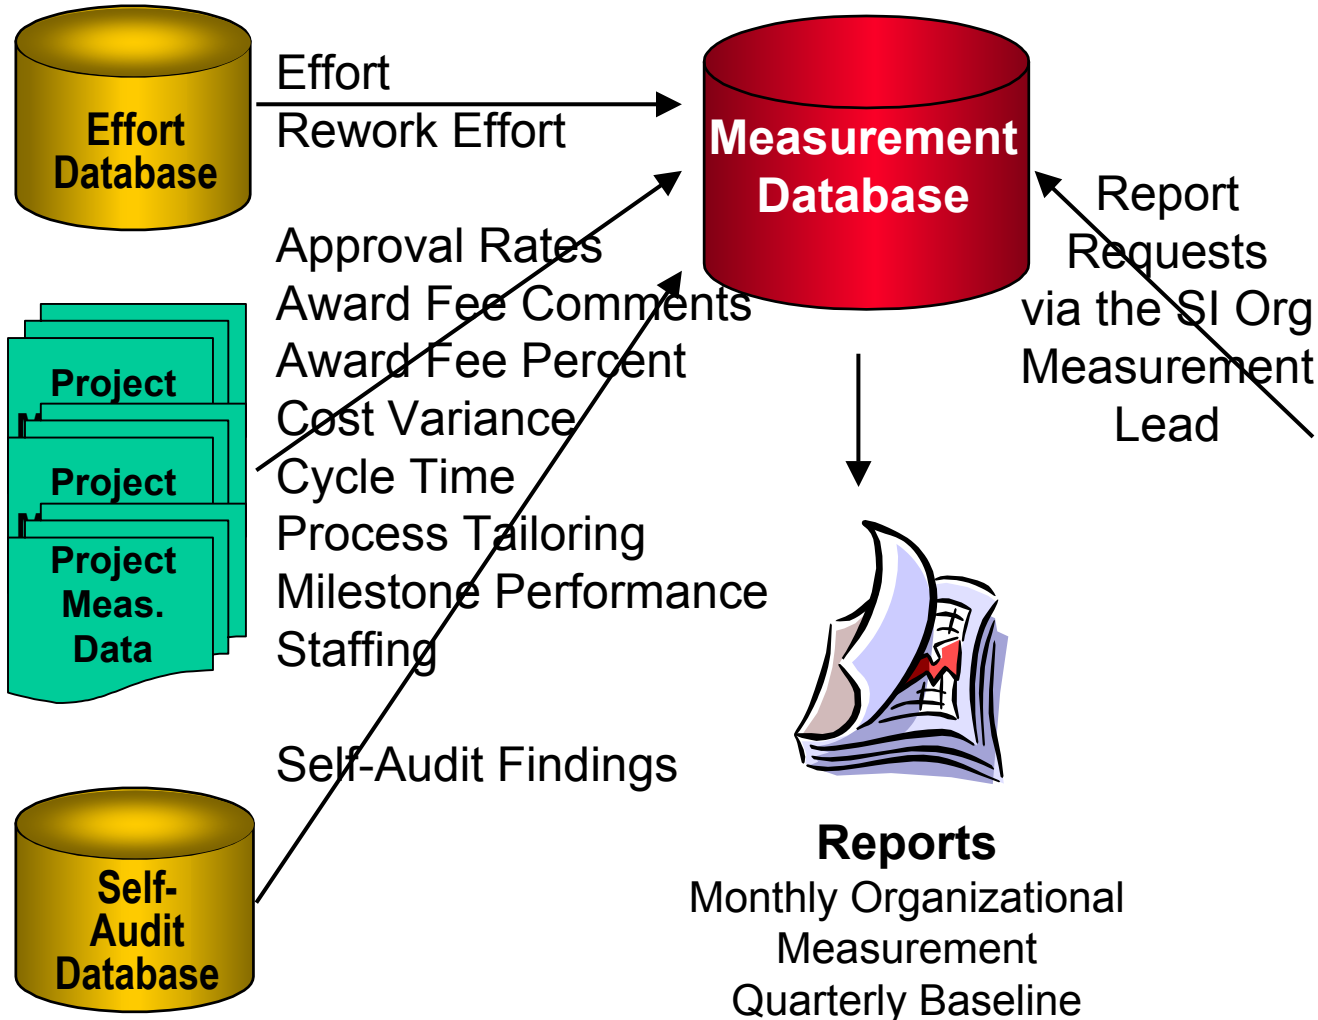 Effort
Database
Effort
Rework Effort
Measurement
Database
Report
Requests
via the SI Org
Measurement
Lead
Approval Rates
Award Fee Comments
Award Fee Percent
Cost Variance
Cycle Time
Process Tailoring
Milestone Performance
Staffing
Project
Project
Project
Meas.
Data
Self-Audit Findings
Self-
Audit
Database
Reports
Monthly Organizational
Measurement
Quarterly Baseline